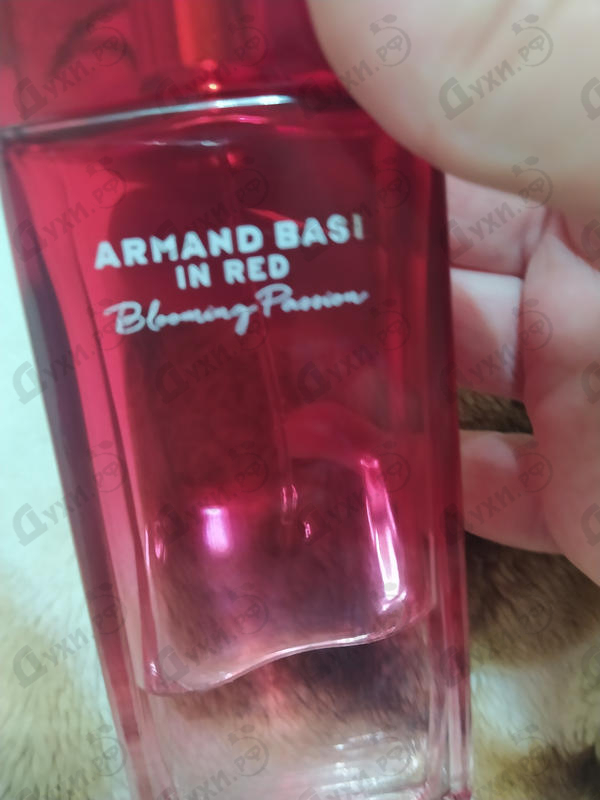 ARMAND BASI
IN RED
Blooming Passion
Духи.РФ